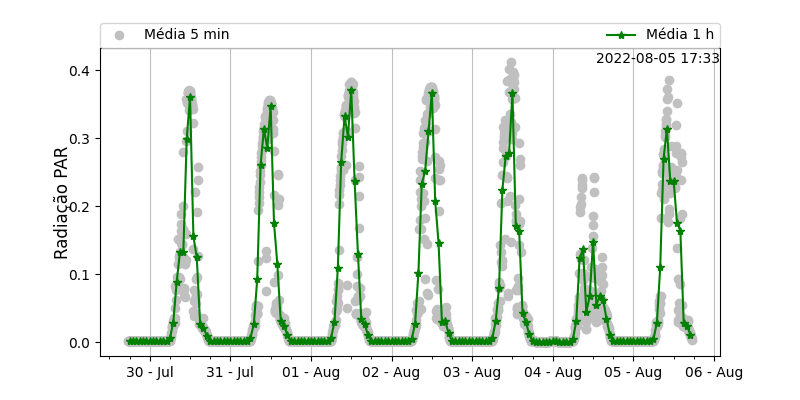 Média 5 min
Média 1 h
2022-08-05 17:33
Radiação PAR
0.4
0.3
0.2
0.1
0.0
30 - Jul
31 - Jul
01 - Aug
02 - Aug
03 - Aug
04 - Aug
05 - Aug
06 - Aug